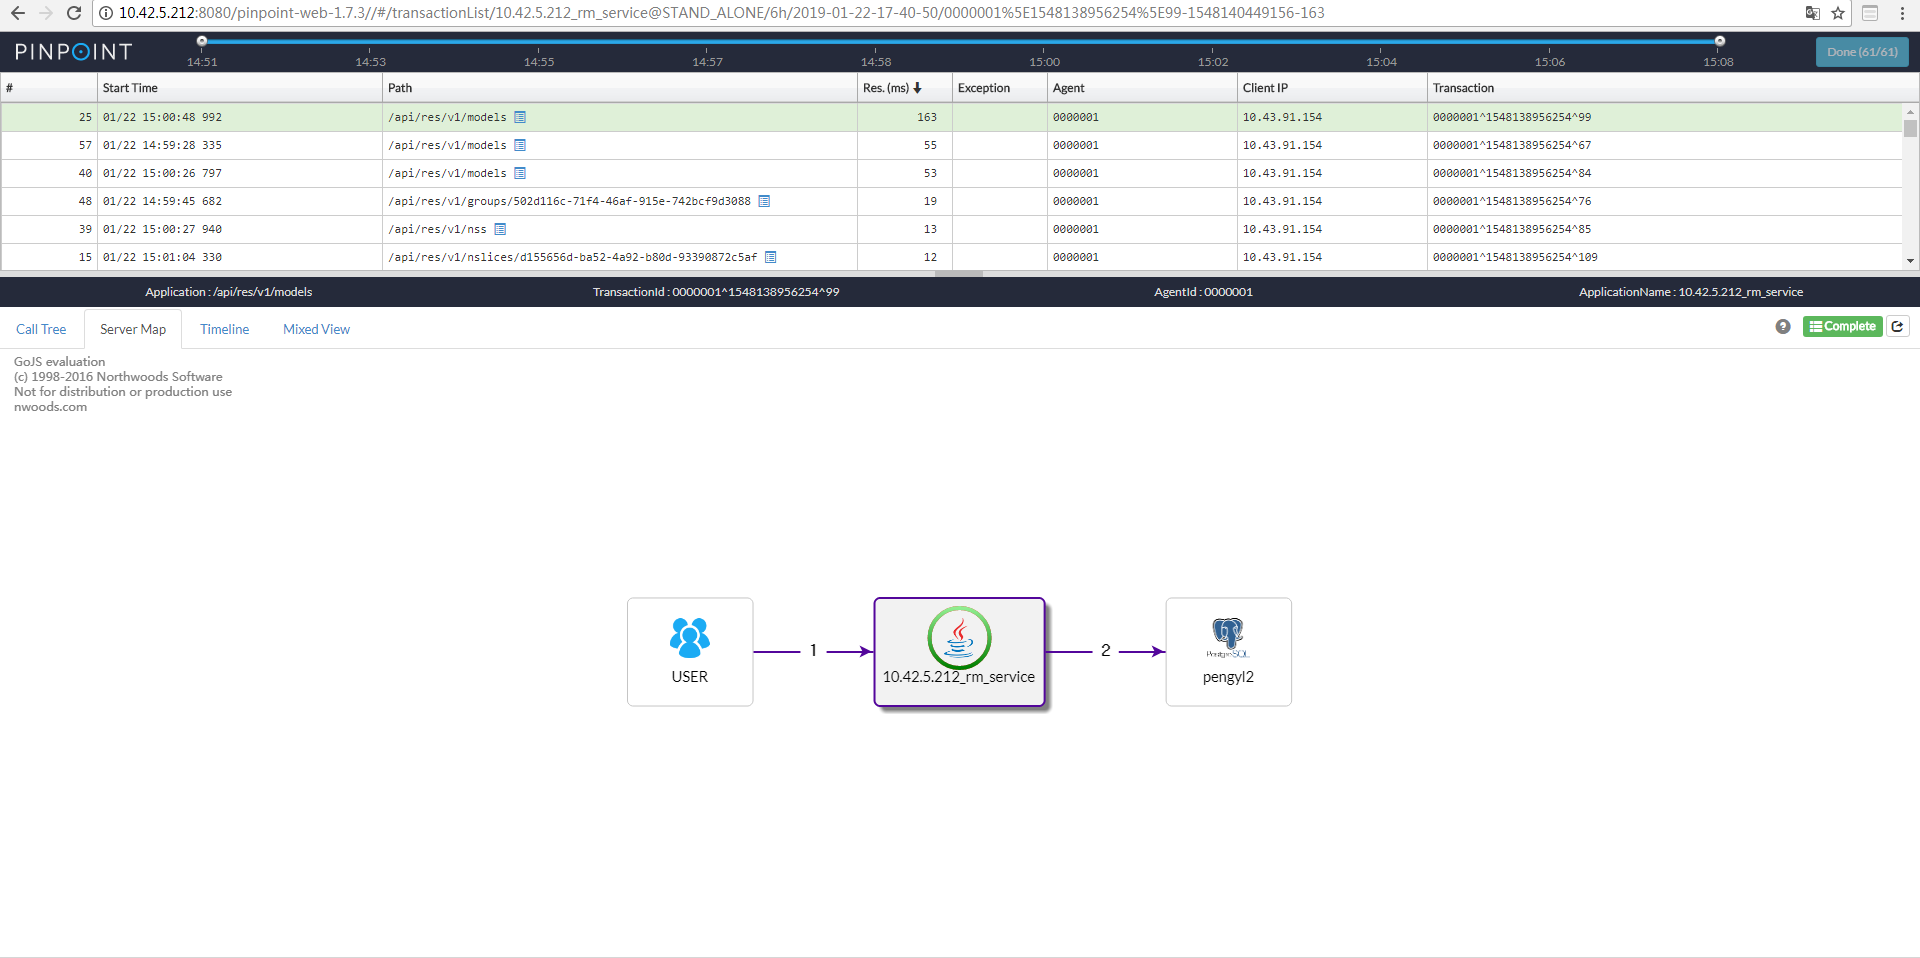 10.42.5.212:8080/pinpoint-web-1.7.3//#/transactionList/10.42.5.212_rm_service@STAND_ALONE/6h/2019-01-22-17-40-50/0000001%5E1548138956254%5E99-1548140449156-163
PINPOINT 14:51 14:53 14:55 14:57 14:58 15:00 15:02 15:04 15:06 15:08 Done (61/61)
# Start Time Path Res. (ms) Exception Agent Client IP Transaction
25 01/22 15:00:48 992 /api/res/v1/models 163 0000001 10.43.91.154 0000001^1548138956254^99
57 01/22 14:59:28 335 /api/res/v1/models 55 0000001 10.43.91.154 0000001^1548138956254^67
40 01/22 15:00:26 797 /api/res/v1/models 53 0000001 10.43.91.154 0000001^1548138956254^84
48 01/22 14:59:45 682 /api/res/v1/groups/502d116c-71f4-46af-915e-742bcf9d3088 19 0000001 10.43.91.154 0000001^1548138956254^76
39 01/22 15:00:27 940 /api/res/v1/nss 13 0000001 10.43.91.154 0000001^1548138956254^85
15 01/22 15:01:04 330 /api/res/v1/nslices/d155656d-ba52-4a92-b80d-93390872c5af 12 0000001 10.43.91.154 0000001^1548138956254^109
Application : /api/res/v1/models TransactionId : 0000001^1548138956254^99 AgentId : 0000001 ApplicationName : 10.42.5.212_rm_service
Call Tree Server Map Timeline Mixed View ? Complete
GoJS evaluation
(c) 1998-2016 Northwoods Software
Not for distribution or production use
nwoods.com
1 2
PostgreSQL
USER 10.42.5.212_rm_service pengyl2